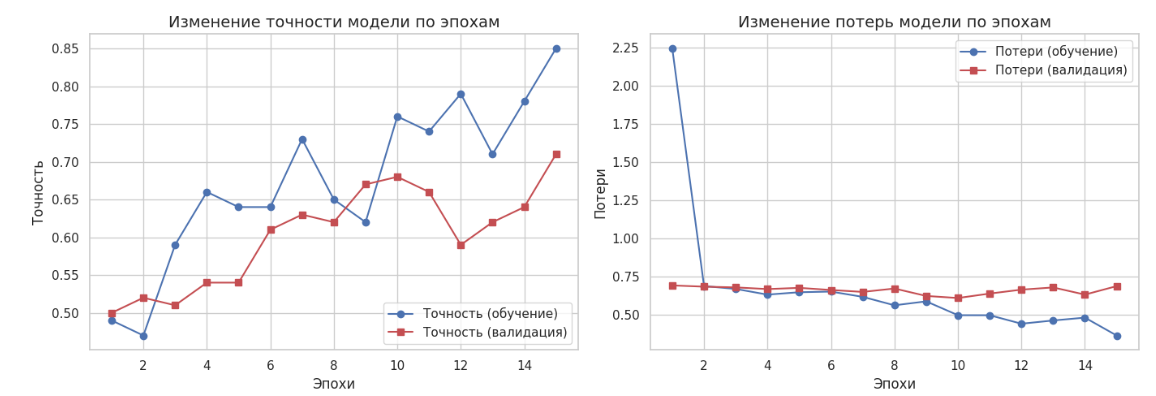 Изменение точности модели по эпохам
0.85
0.80
0.75
0.70
0.65
0.60
0.55
0.50
Точность
2 4 6 8 10 12 14
Эпохи
Точность (обучение)
Точность (валидация)
Изменение потерь модели по эпохам
2.25
2.00
1.75
1.50
1.25
1.00
0.75
0.50
Потери
2 4 6 8 10 12 14
Эпохи
Потери (обучение)
Потери (валидация)